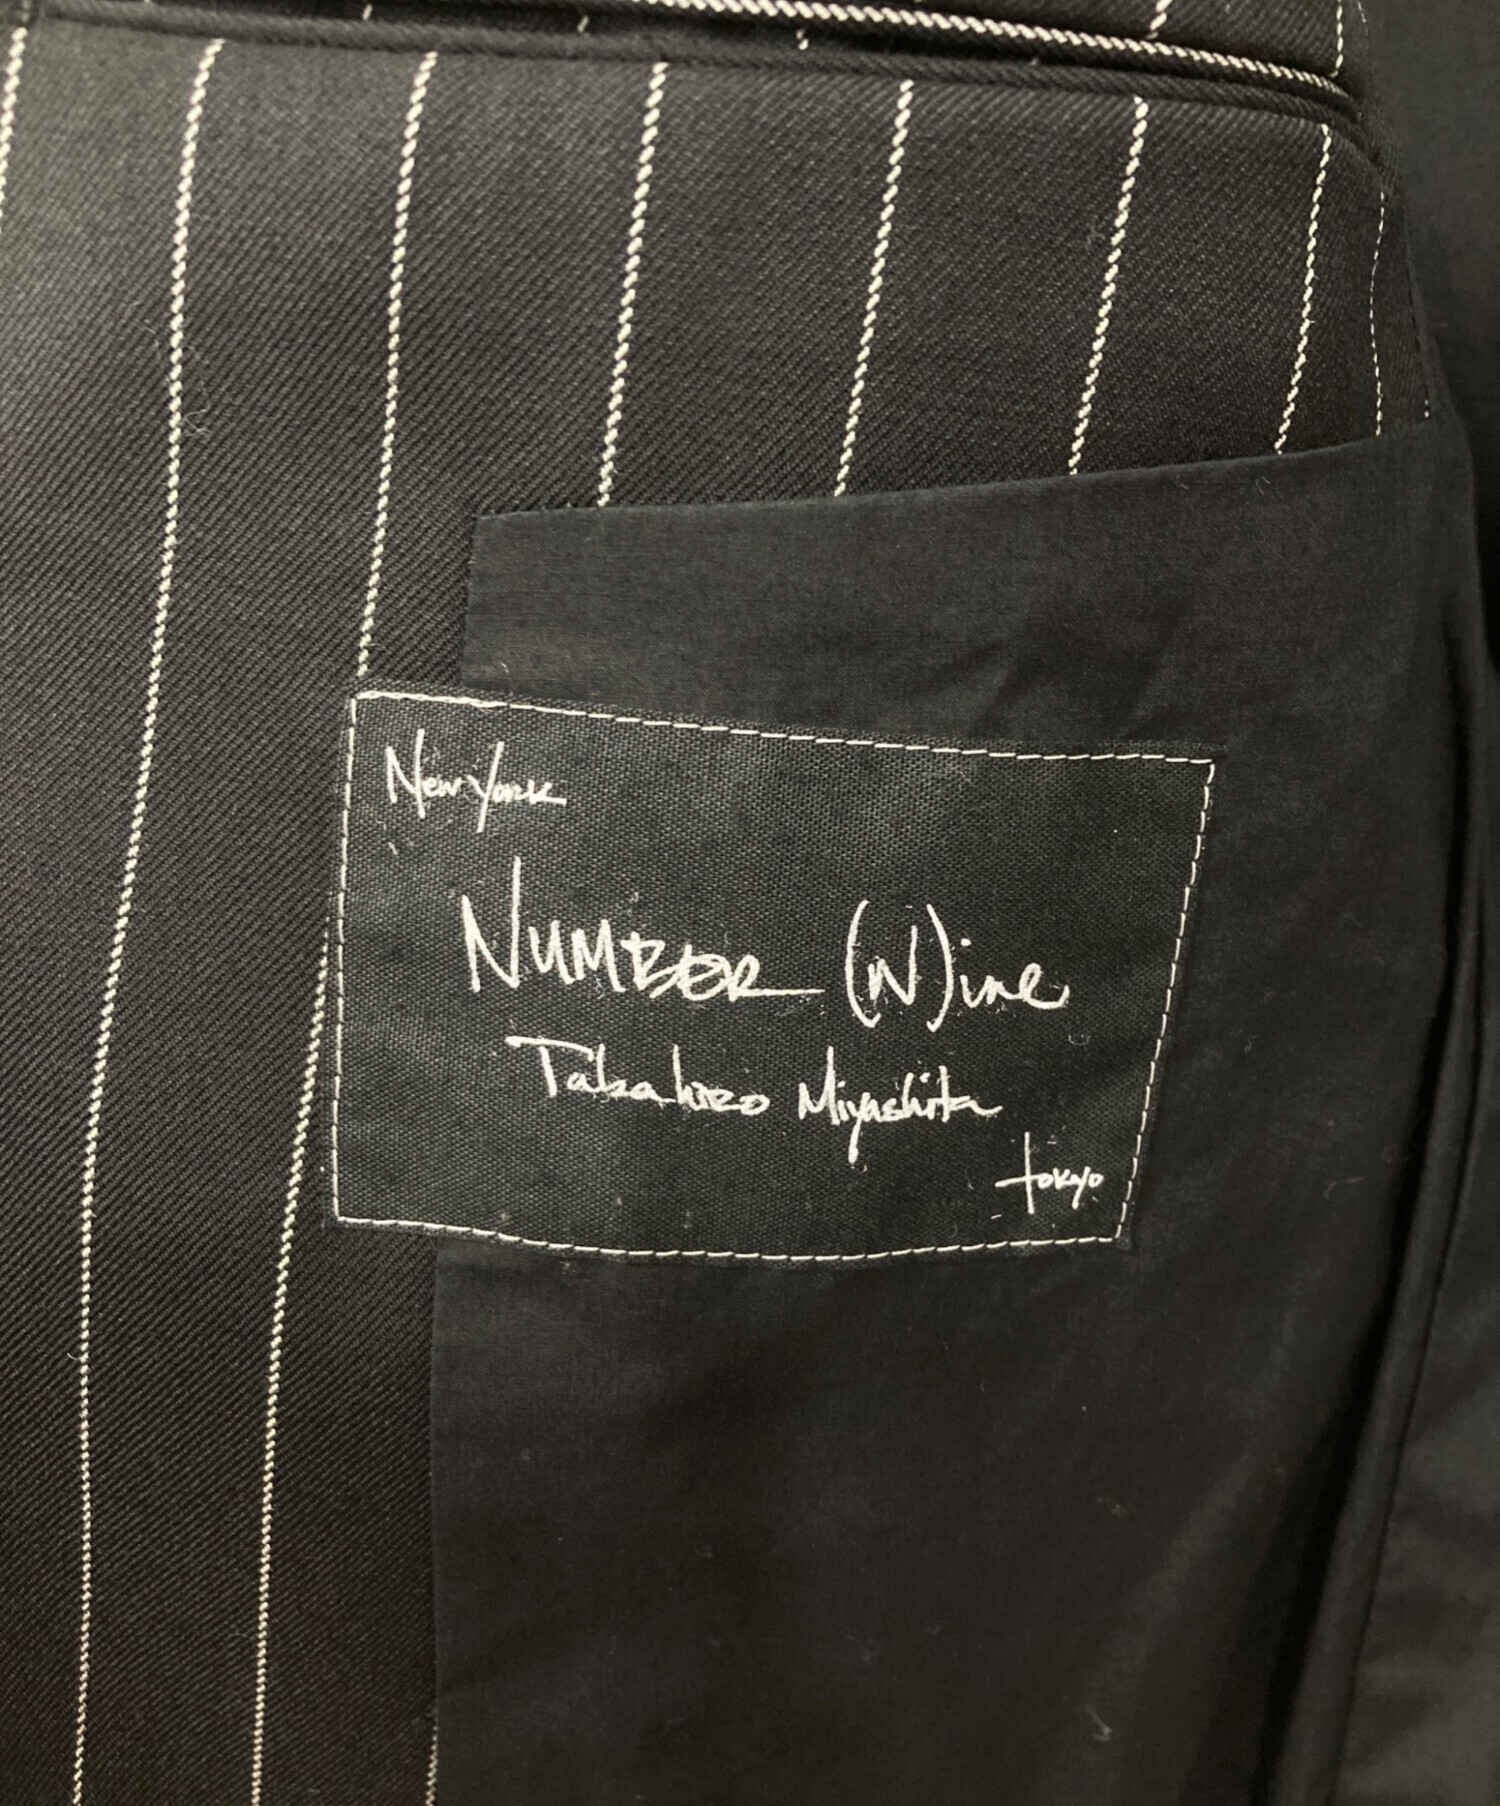 New York
NUMBER (N)ine
Takahiro Miyashita
tokyo